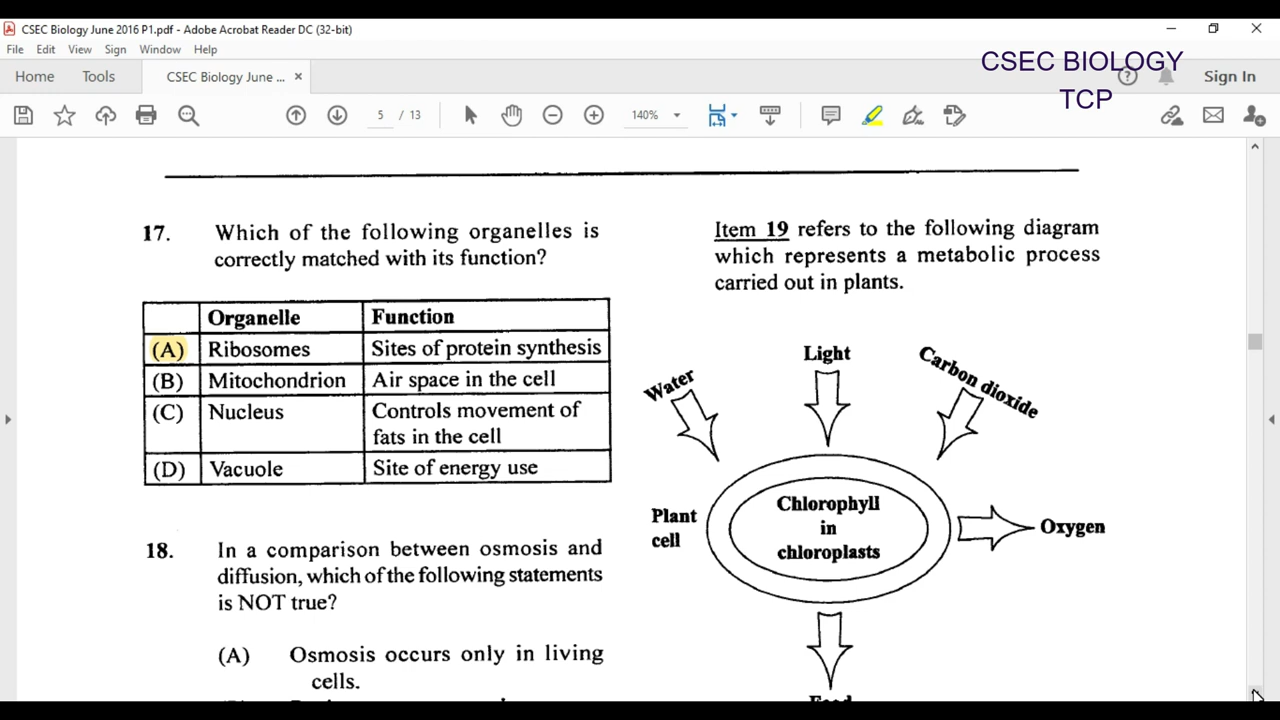 CSEC Biology June 2016 P1.pdf - Adobe Acrobat Reader DC (32-bit)
File Edit View Sign Window Help
CSEC BIOLOGY
TCP
Home Tools CSEC Biology June ... × Sign In
5 / 13 140%
17. Which of the following organelles is
correctly matched with its function?
Organelle Function
(A) Ribosomes Sites of protein synthesis
(B) Mitochondrion Air space in the cell
(C) Nucleus Controls movement of
fats in the cell
(D) Vacuole Site of energy use
18. In a comparison between osmosis and
diffusion, which of the following statements
is NOT true?
(A) Osmosis occurs only in living
cells.
Item 19 refers to the following diagram
which represents a metabolic process
carried out in plants.
Light
Water
Carbon dioxide
Plant
cell
Chlorophyll
in
chloroplasts
Oxygen